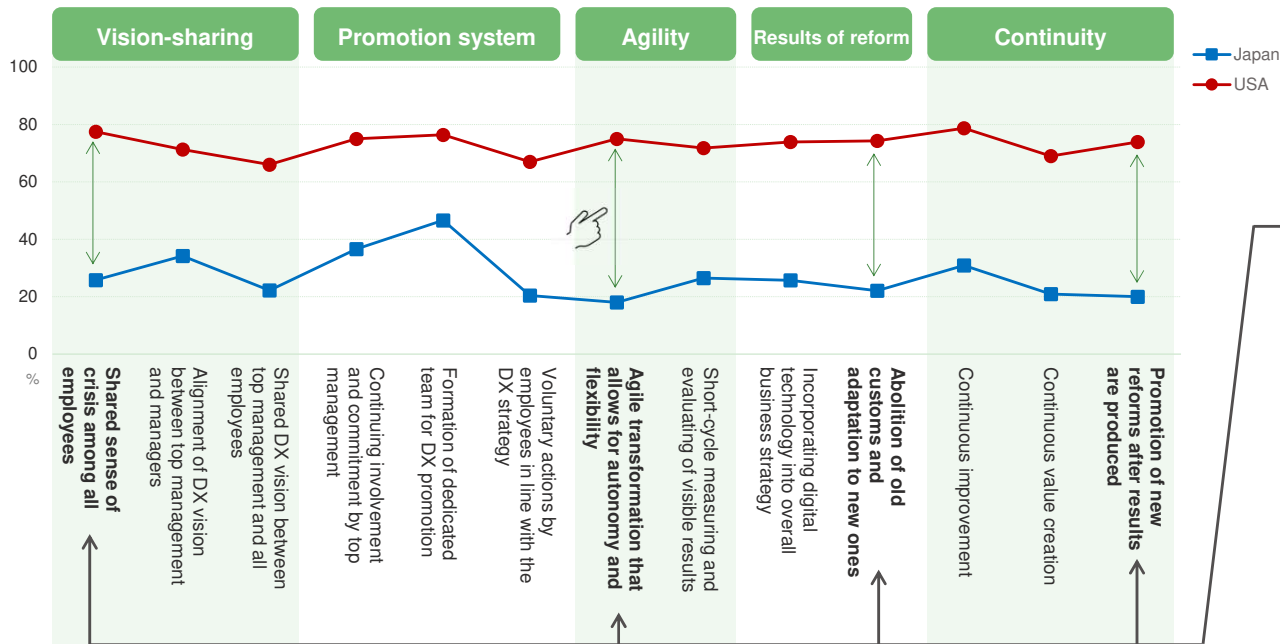 Vision-sharing
Promotion system
Agility
Results of reform
Continuity
Japan
USA
100
80
60
40
20
0
%
Shared sense of
crisis among all
employees
Alignment of DX vision
between top management
and managers
Shared DX vision between
top management and all
employees
Continuing involvement
and commitment by top
management
Formation of dedicated
team for DX promotion
Voluntary actions by
employees in line with the
DX strategy
Agile transformation that
allows for autonomy and
flexibility
Short-cycle measuring and
evaluating of visible results
Incorporating digital
technology into overall
business strategy
Abolition of old
customs and
adaptation to new ones
Continuous improvement
Continuous value creation
Promotion of new
reforms after results
are produced